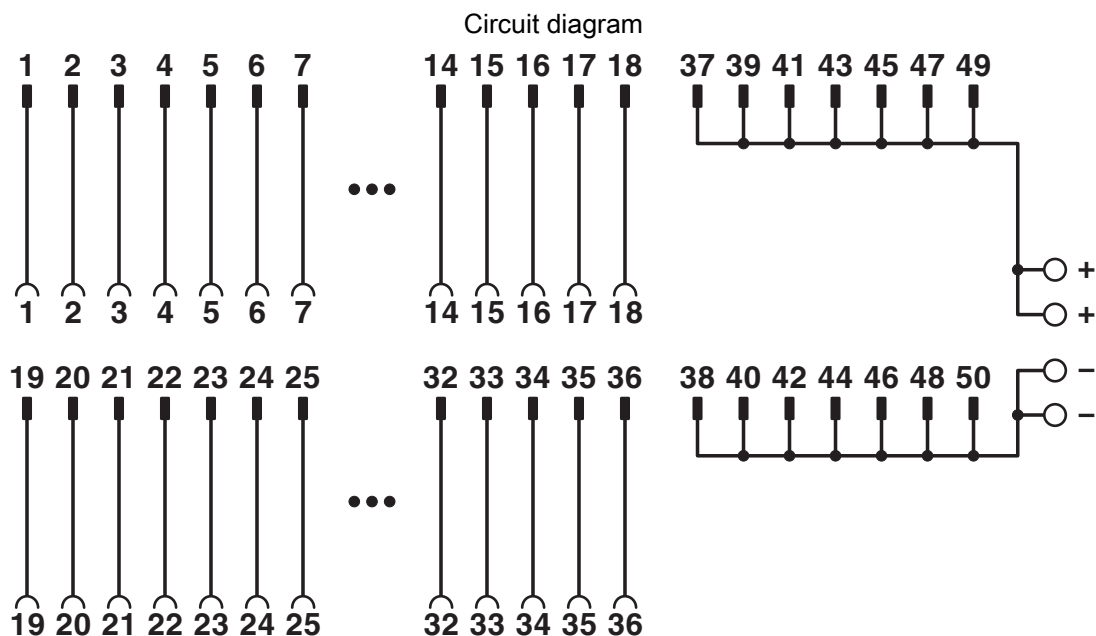 Circuit diagram
1 2 3 4 5 6 7 ••• 14 15 16 17 18 37 39 41 43 45 47 49
+
1 2 3 4 5 6 7 14 15 16 17 18 +
19 20 21 22 23 24 25 32 33 34 35 36 38 40 42 44 46 48 50 −
−
•••
19 20 21 22 23 24 25 32 33 34 35 36